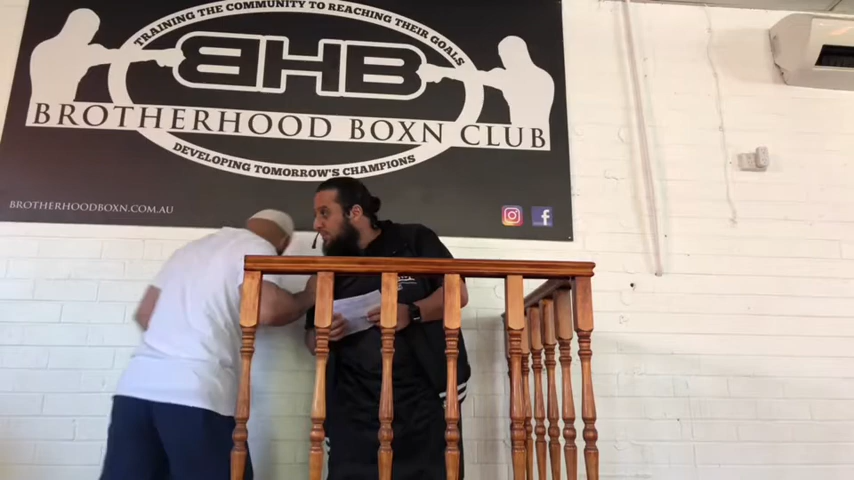 TRAINING THE COMMUNITY TO REACHING THEIR GOALS
BHB
BROTHERHOOD BOXN CLUB
DEVELOPING TOMORROW'S CHAMPIONS
BROTHERHOODBOXN.COM.AU